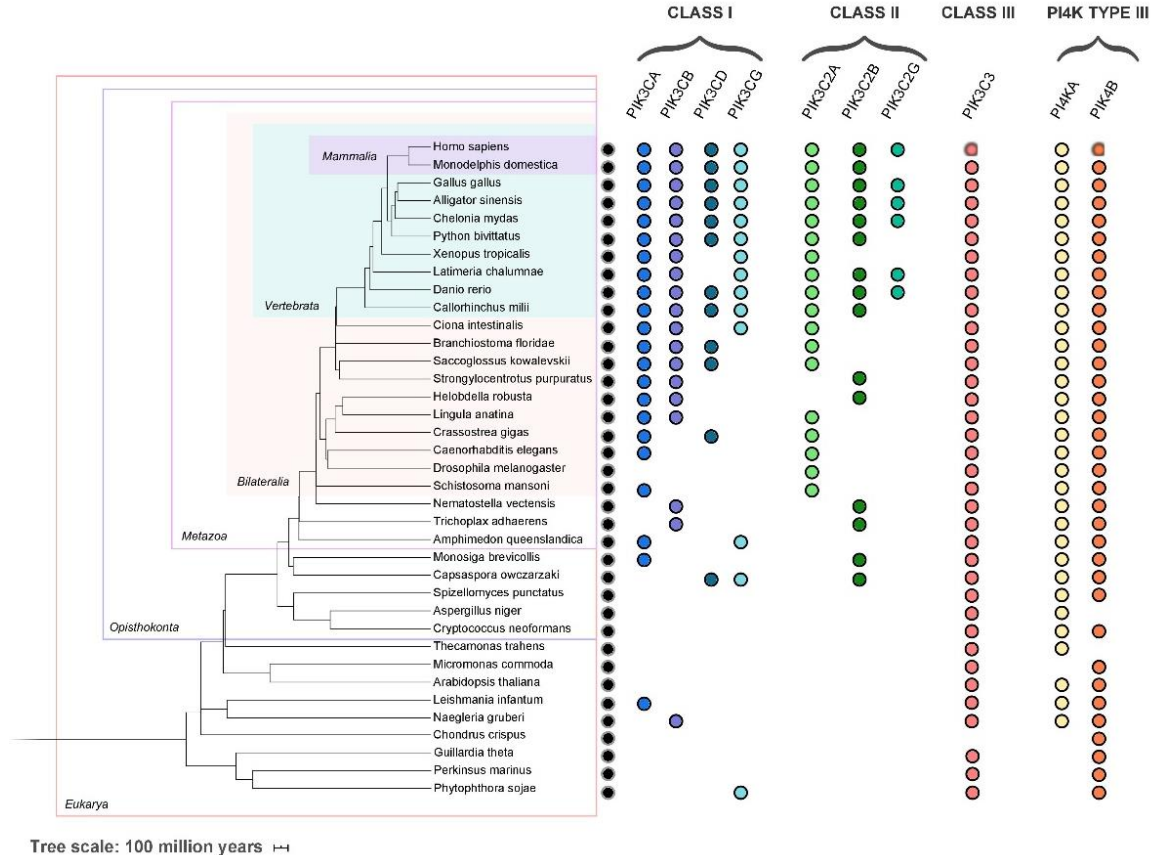 CLASS I
CLASS II
CLASS III
PI4K TYPE III
PIK3CA
PIK3CB
PIK3CD
PIK3CG
PIK3C2A
PIK3C2B
PIK3C2G
PIK3C3
PI4KA
PIK4B
Mammalia
Vertebrata
Bilateralia
Metazoa
Opisthokonta
Eukarya
Homo sapiens
Monodelphis domestica
Gallus gallus
Alligator sinensis
Chelonia mydas
Python bivittatus
Xenopus tropicalis
Latimeria chalumnae
Danio rerio
Callorhinchus milii
Ciona intestinalis
Branchiostoma floridae
Saccoglossus kowalevskii
Strongylocentrotus purpuratus
Helobdella robusta
Lingula anatina
Crassostrea gigas
Caenorhabditis elegans
Drosophila melanogaster
Schistosoma mansoni
Nematostella vectensis
Trichoplax adhaerens
Amphimedon queenslandica
Monosiga brevicollis
Capsaspora owczarzaki
Spizellomyces punctatus
Aspergillus niger
Cryptococcus neoformans
Thecamonas trahens
Micromonas commoda
Arabidopsis thaliana
Leishmania infantum
Naegleria gruberi
Chondrus crispus
Guillardia theta
Perkinsus marinus
Phytophthora sojae
Tree scale: 100 million years